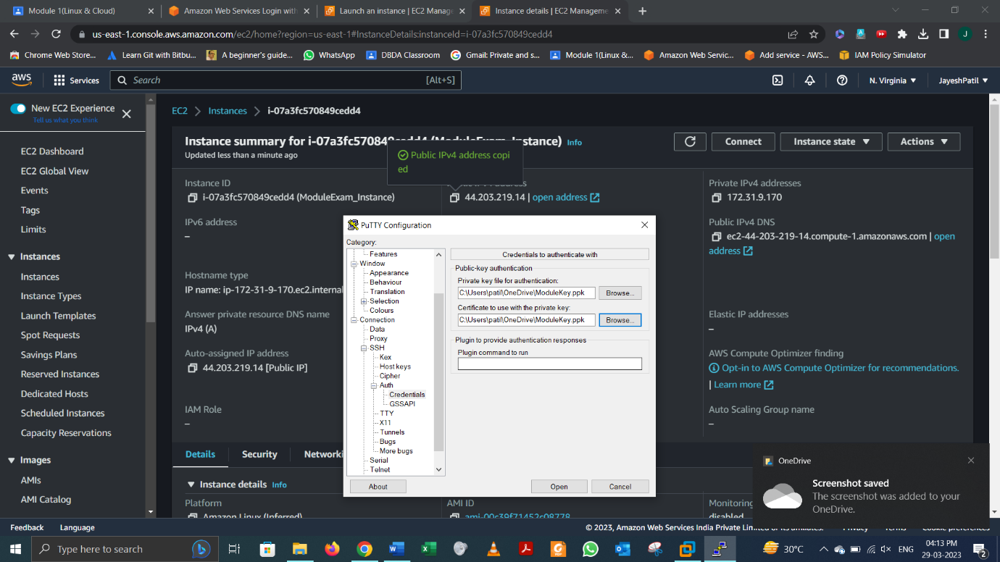 Module 1(Linux & Cloud)
Amazon Web Services Login with
Launch an instance | EC2 Manage
Instance details | EC2 Manageme
us-east-1.console.aws.amazon.com/ec2/home?region=us-east-1#InstanceDetails:instanceId=i-07a3fc570849cedd4
J
Chrome Web Store...
Learn Git with Bitbu...
A beginner's guide...
WhatsApp
DBDA Classroom
Gmail: Private and s...
Module 1(Linux &...
Amazon Web Servic...
Add service - AWS...
IAM Policy Simulator
aws
Services
Search
[Alt+S]
N. Virginia
JayeshPatil
New EC2 Experience
Tell us what you think
EC2 Dashboard
EC2 Global View
Events
Tags
Limits
Instances
Instances
Instance Types
Launch Templates
Spot Requests
Savings Plans
Reserved Instances
Dedicated Hosts
Scheduled Instances
Capacity Reservations
Images
AMIs
AMI Catalog
EC2
Instances
i-07a3fc570849cedd4
Instance summary for i-07a3fc570849cedd4 (ModuleExam_Instance)
Info
Updated less than a minute ago
Connect
Instance state
Actions
Public IPv4 address copi
ed
Instance ID
i-07a3fc570849cedd4 (ModuleExam_Instance)
IPv6 address
–
Hostname type
IP name: ip-172-31-9-170.ec2.internal
Answer private resource DNS name
IPv4 (A)
Auto-assigned IP address
44.203.219.14 [Public IP]
IAM Role
–
44.203.219.14 | open address
Private IPv4 addresses
172.31.9.170
Public IPv4 DNS
ec2-44-203-219-14.compute-1.amazonaws.com | open
address
Elastic IP addresses
–
AWS Compute Optimizer finding
Opt-in to AWS Compute Optimizer for recommendations.
| Learn more
Auto Scaling Group name
–
PuTTY Configuration
Category:
Features
Window
Appearance
Behaviour
Translation
Selection
Colours
Connection
Data
Proxy
SSH
Kex
Host keys
Cipher
Auth
Credentials
GSSAPI
TTY
X11
Tunnels
Bugs
More bugs
Serial
Telnet
Credentials to authenticate with
Public-key authentication
Private key file for authentication:
C:\Users\patil\OneDrive\ModuleKey.ppk
Browse...
Certificate to use with the private key:
C:\Users\patil\OneDrive\ModuleKey.ppk
Browse...
Plugin to provide authentication responses
Plugin command to run
About
Open
Cancel
Details
Security
Networki
Instance details
Info
Platform
Amazon Linux (Inferred)
AMI ID
ami-00c39f71452c08778
Monitoring
disabled
OneDrive
Screenshot saved
The screenshot was added to your
OneDrive.
Feedback
Language
© 2023, Amazon Web Services India Private Limited or its affiliates.
Privacy
Terms
Cookie preferences
Type here to search
30°C
ENG
04:13 PM
29-03-2023
2